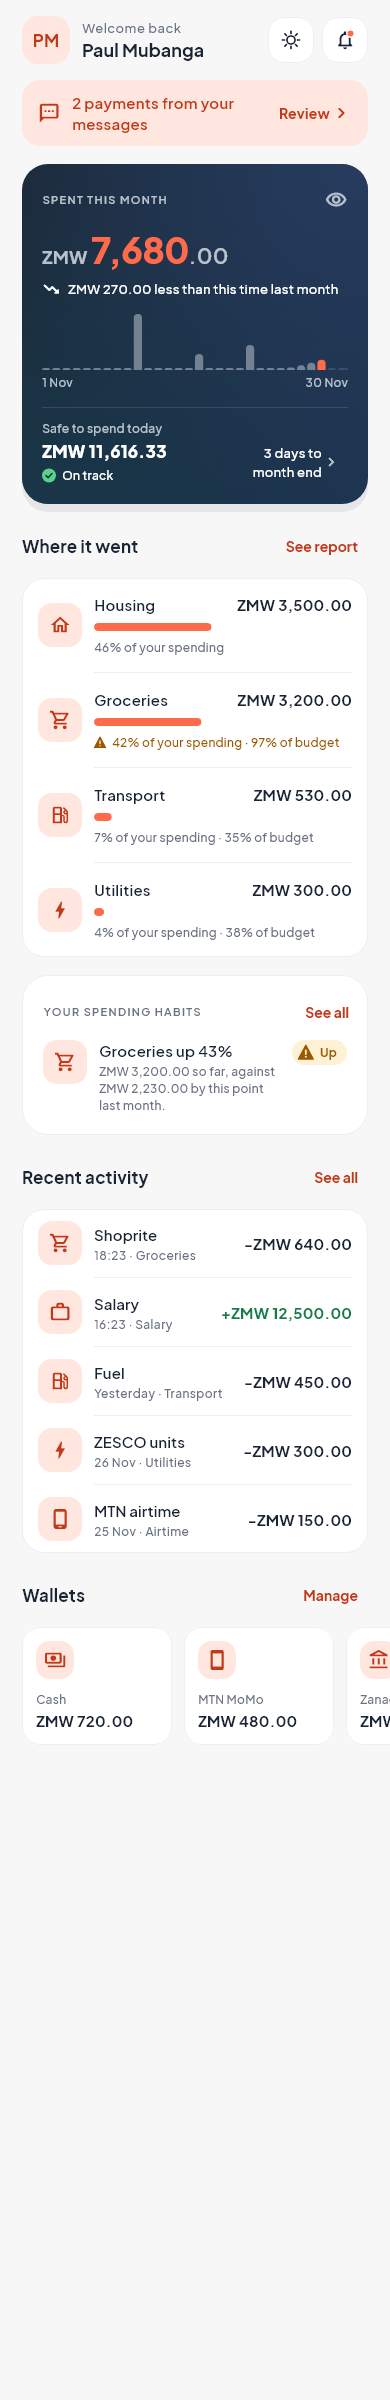 PM
Welcome back
Paul Mubanga
2 payments from your
messages
Review
SPENT THIS MONTH
ZMW 7,680.00
ZMW 270.00 less than this time last month
1 Nov
30 Nov
Safe to spend today
ZMW 11,616.33
On track
3 days to
month end
Where it went
See report
Housing
ZMW 3,500.00
46% of your spending
Groceries
ZMW 3,200.00
42% of your spending · 97% of budget
Transport
ZMW 530.00
7% of your spending · 35% of budget
Utilities
ZMW 300.00
4% of your spending · 38% of budget
YOUR SPENDING HABITS
See all
Groceries up 43%
Up
ZMW 3,200.00 so far, against
ZMW 2,230.00 by this point
last month.
Recent activity
See all
Shoprite
18:23 · Groceries
-ZMW 640.00
Salary
16:23 · Salary
+ZMW 12,500.00
Fuel
Yesterday · Transport
-ZMW 450.00
ZESCO units
26 Nov · Utilities
-ZMW 300.00
MTN airtime
25 Nov · Airtime
-ZMW 150.00
Wallets
Manage
Cash
ZMW 720.00
MTN MoMo
ZMW 480.00